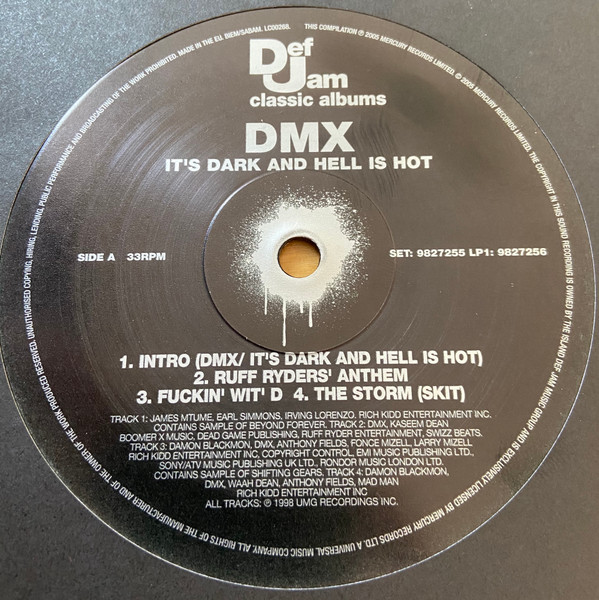 Def
Jam
classic albums
DMX
IT'S DARK AND HELL IS HOT
SIDE A 33RPM
SET: 9827255 LP1: 9827256
1. INTRO (DMX/ IT'S DARK AND HELL IS HOT)
2. RUFF RYDERS' ANTHEM
3. FUCKIN' WIT' D 4. THE STORM (SKIT)
TRACK 1: JAMES MTUME, EARL SIMMONS, IRVING LORENZO. RICH KIDD ENTERTAINMENT INC.
CONTAINS SAMPLE OF BEYOND FOREVER. TRACK 2: DMX, KASEEM DEAN
BOOMER X MUSIC, DEAD GAME PUBLISHING, RUFF RYDER ENTERTAINMENT, SWIZZ BEATS.
TRACK 3: DAMON BLACKMON, DMX, ANTHONY FIELDS, FONCE MIZELL, LARRY MIZELL
RICH KIDD ENTERTAINMENT INC, COPYRIGHT CONTROL, EMI MUSIC PUBLISHING LTD.,
SONY/ATV MUSIC PUBLISHING UK LTD., RONDOR MUSIC LONDON LTD.
CONTAINS SAMPLE OF SHIFTING GEARS. TRACK 4: DAMON BLACKMON,
DMX, WAAH DEAN, ANTHONY FIELDS, MAD MAN
RICH KIDD ENTERTAINMENT INC
ALL TRACKS: ℗ 1998 UMG RECORDINGS INC.
THIS COMPILATION ℗ 2005 MERCURY RECORDS LIMITED. © 2005 MERCURY RECORDS LIMITED. THE COPYRIGHT IN THIS SOUND RECORDING IS OWNED BY THE ISLAND DEF JAM MUSIC GROUP AND IS EXCLUSIVELY LICENSED BY MERCURY RECORDS LTD. A UNIVERSAL MUSIC COMPANY. ALL RIGHTS OF THE MANUFACTURER AND OF THE OWNER OF THE WORK PRODUCED RESERVED. UNAUTHORISED COPYING, HIRING, LENDING, PUBLIC PERFORMANCE AND BROADCASTING OF THE WORK PROHIBITED. MADE IN THE EU. BIEM/SABAM. LC00268.